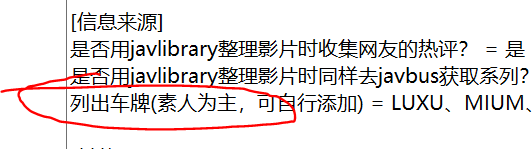 [信息来源]
是否用javlibrary整理影片时收集网友的热评？ = 是
是否用javlibrary整理影片时同样去javbus获取系列?
列出车牌(素人为主，可自行添加) = LUXU、MIUM、